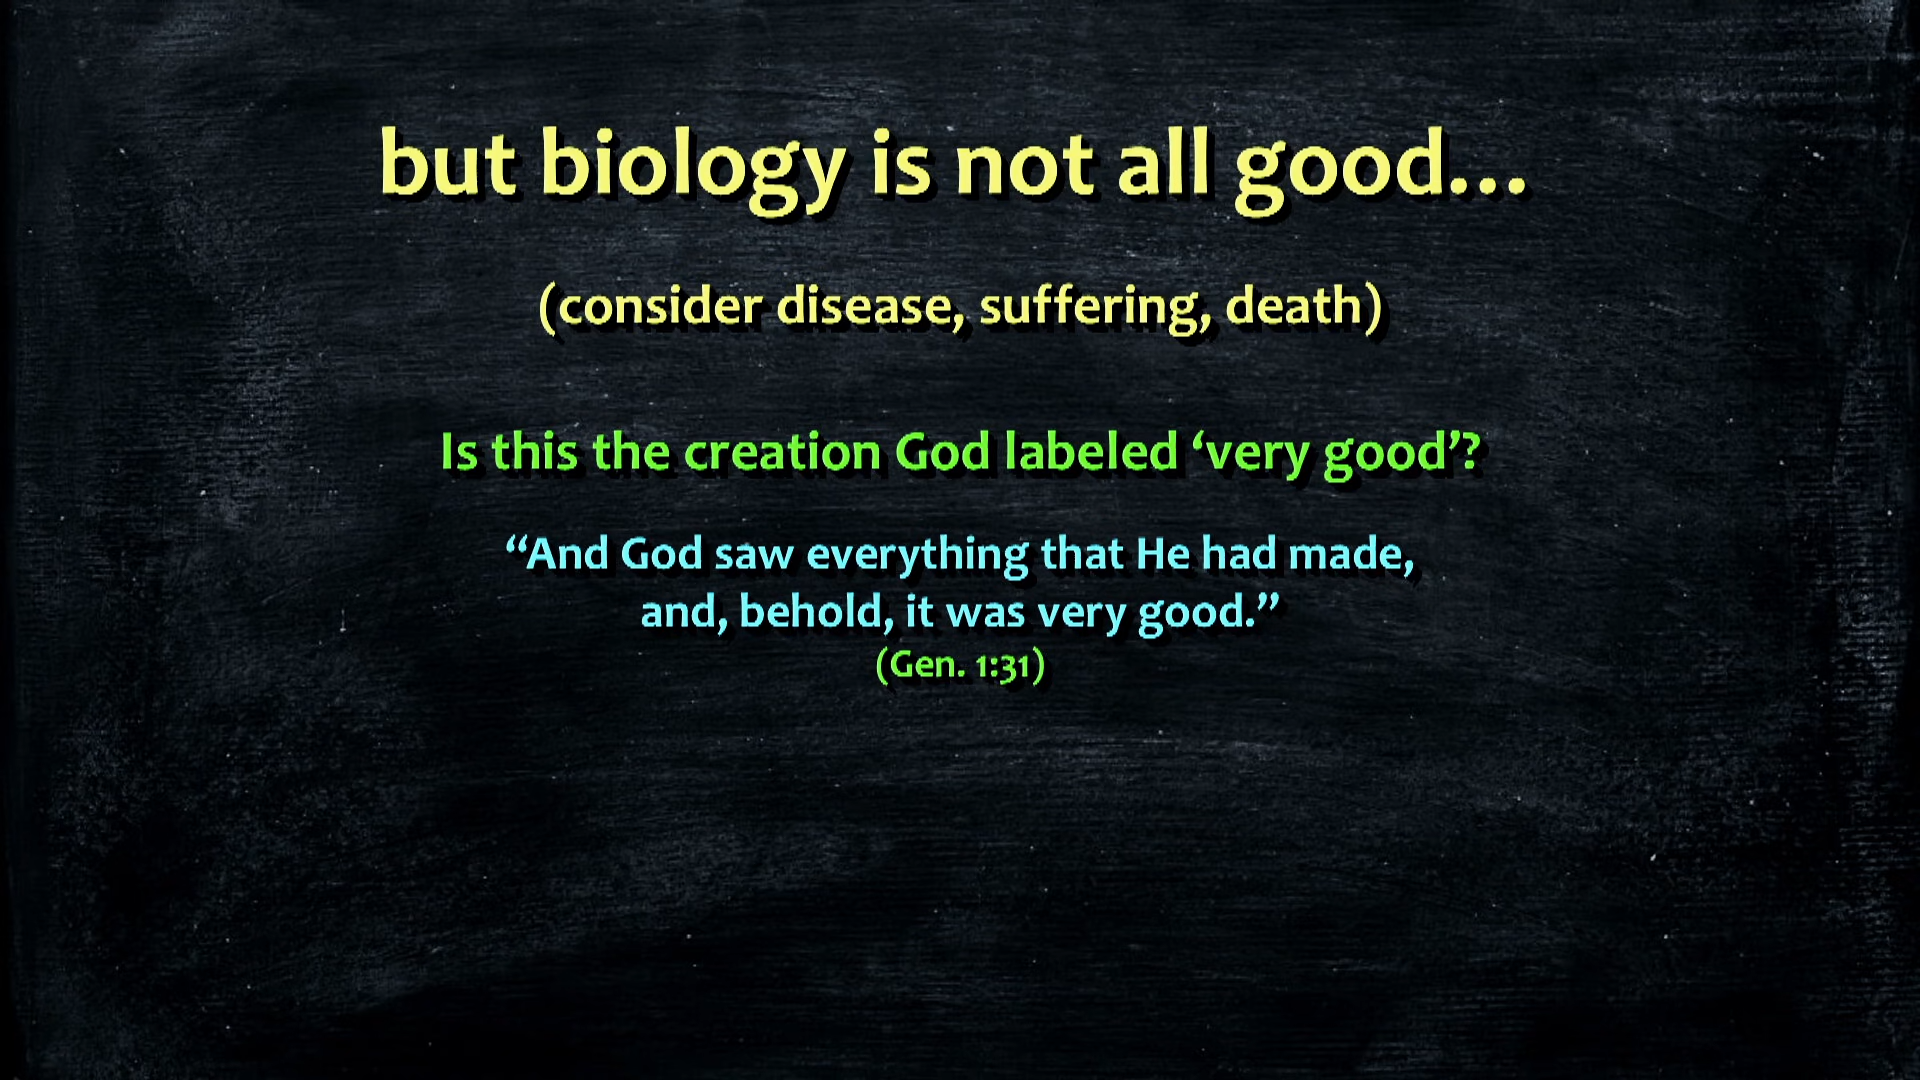 but biology is not all good...
(consider disease, suffering, death)
Is this the creation God labeled ‘very good’?
“And God saw everything that He had made,
and, behold, it was very good.”
(Gen. 1:31)